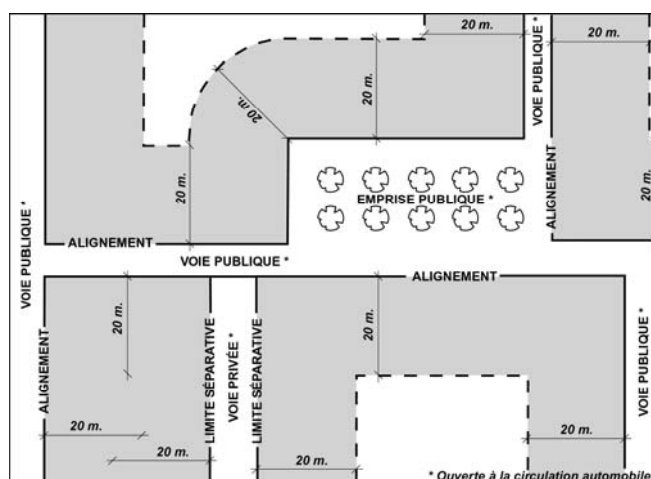 20 m.
VOIE PUBLIQUE *
20 m.
20 m.
20 m.
20 m.
ALIGNEMENT
20 m.
EMPRISE PUBLIQUE *
VOIE PUBLIQUE *
ALIGNEMENT
VOIE PUBLIQUE *
ALIGNEMENT
20 m.
20 m.
ALIGNEMENT
LIMITE SÉPARATIVE
VOIE PRIVÉE *
LIMITE SÉPARATIVE
VOIE PUBLIQUE *
20 m.
20 m.
20 m.
20 m.
* Ouverte à la circulation automobile